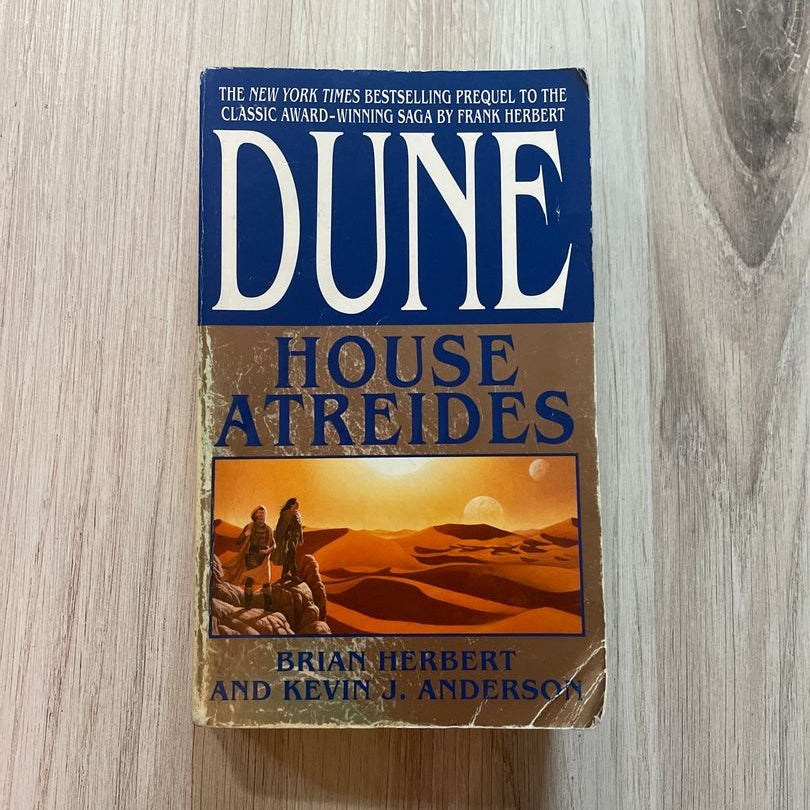 THE NEW YORK TIMES BESTSELLING PREQUEL TO THE
CLASSIC AWARD-WINNING SAGA BY FRANK HERBERT
DUNE
HOUSE
ATREIDES
BRIAN HERBERT
AND KEVIN J. ANDERSON